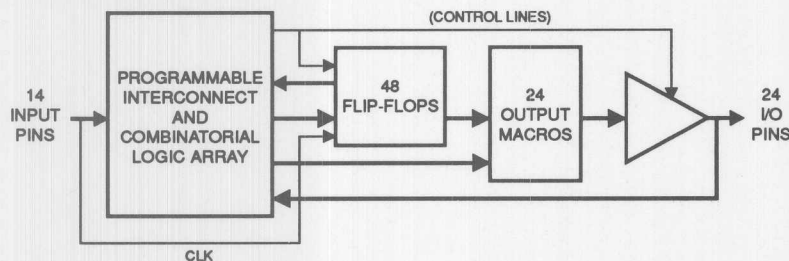 (CONTROL LINES)
14
INPUT
PINS
PROGRAMMABLE
INTERCONNECT
AND
COMBINATORIAL
LOGIC ARRAY
48
FLIP-FLOPS
24
OUTPUT
MACROS
24
I/O
PINS
CLK